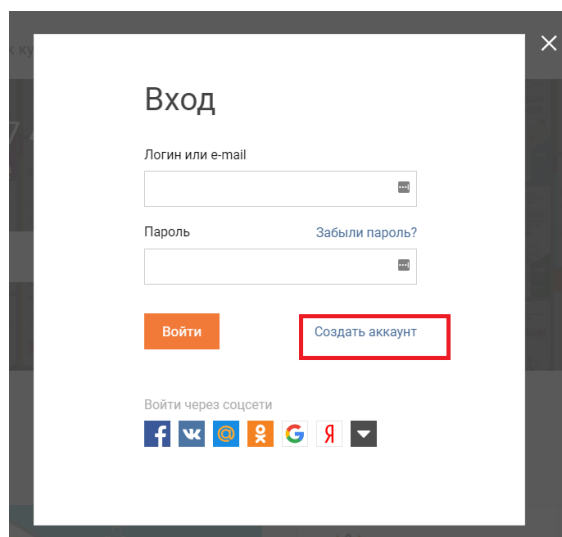 Вход
Логин или e-mail
Пароль Забыли пароль?
Войти Создать аккаунт
Войти через соцсети